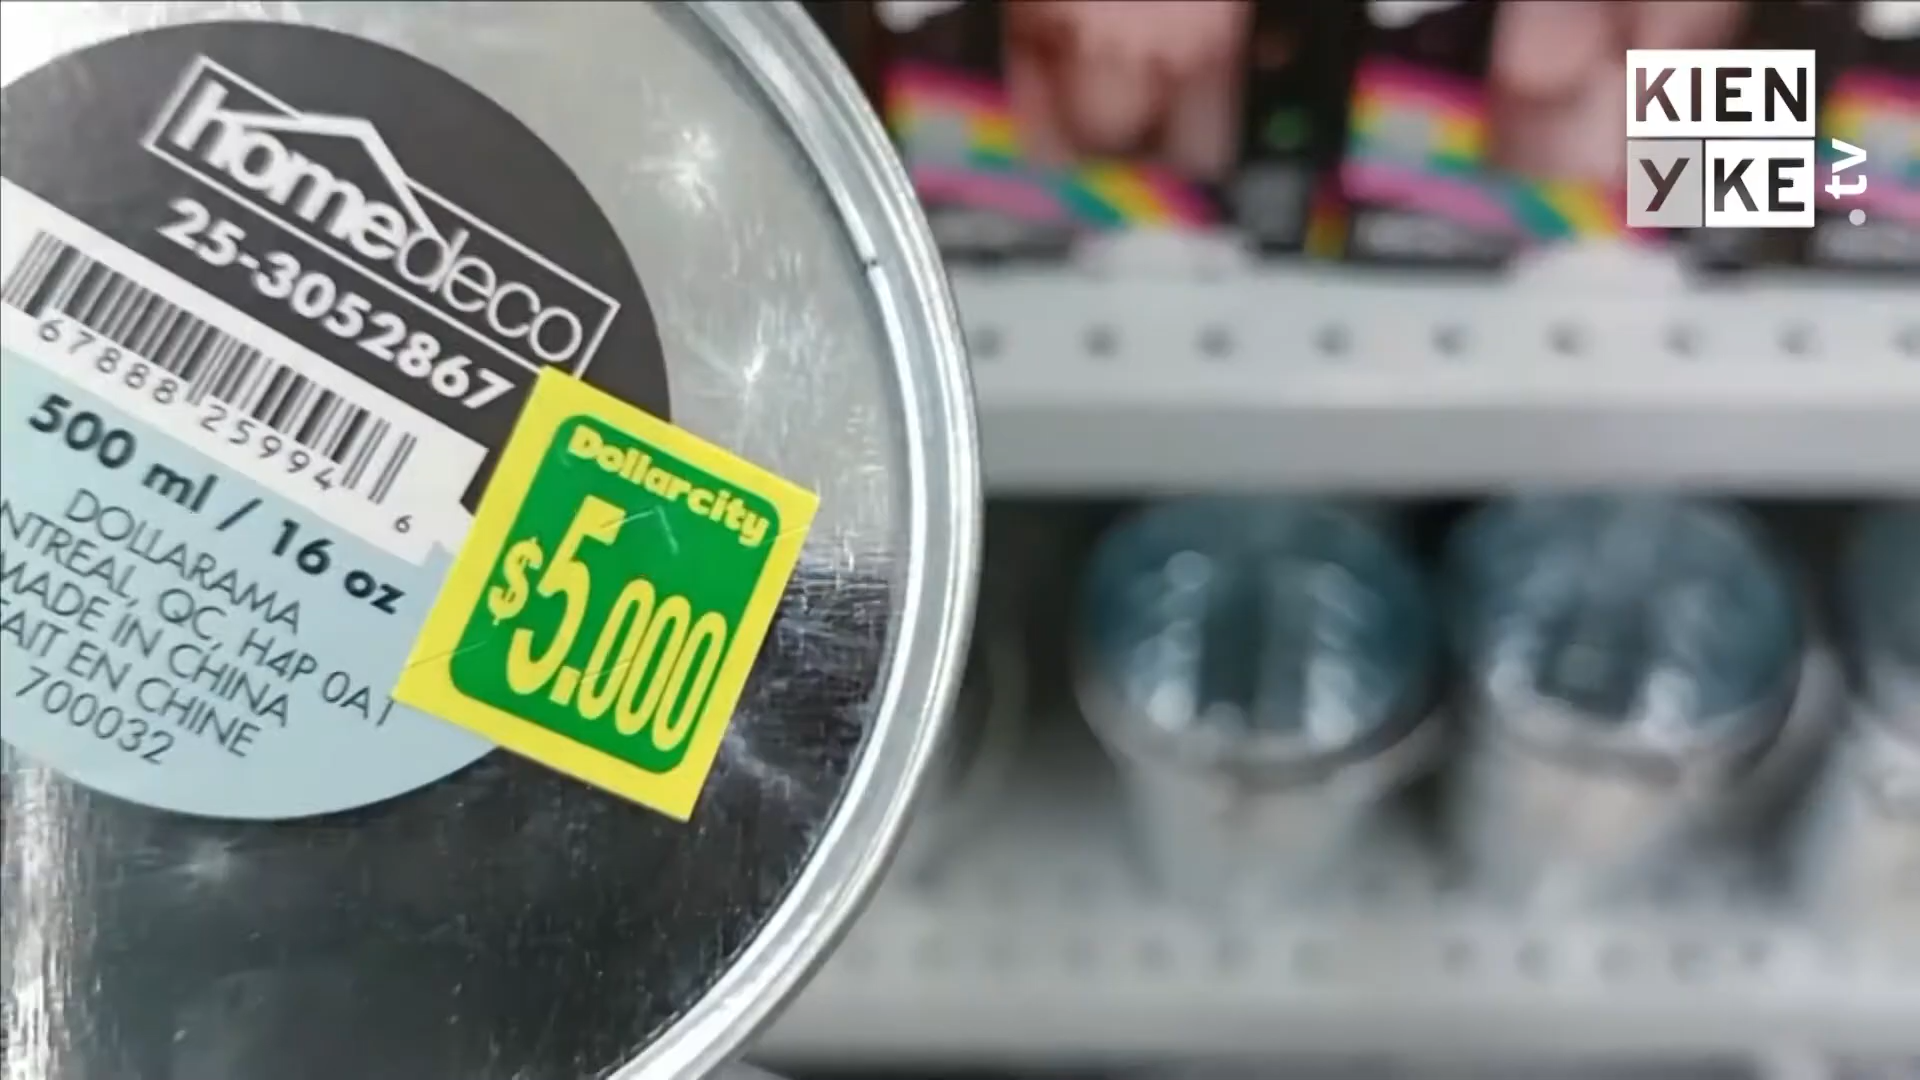 homedeco
25-3052867
67888 25994 6
500 ml / 16 oz
DOLLARAMA
NTREAL, QC, H4P 0A1
MADE IN CHINA
FAIT EN CHINE
700032
Dollarcity
$5.000
KIEN
YKE
.tv